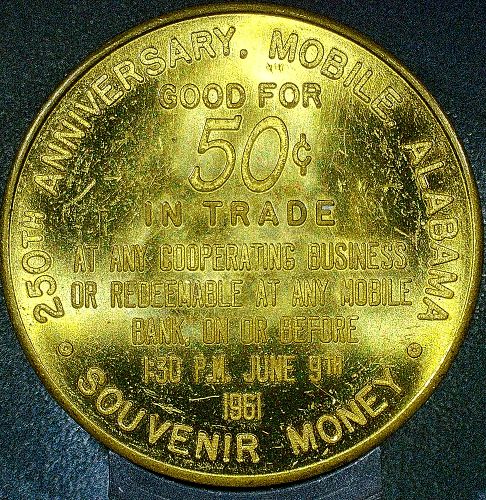 250TH ANNIVERSARY, MOBILE, ALABAMA
GOOD FOR
50¢
IN TRADE
AT ANY COOPERATING BUSINESS
OR REDEEMABLE AT ANY MOBILE
BANK, ON OR BEFORE
1:30 P.M. JUNE 9TH
1961
SOUVENIR MONEY